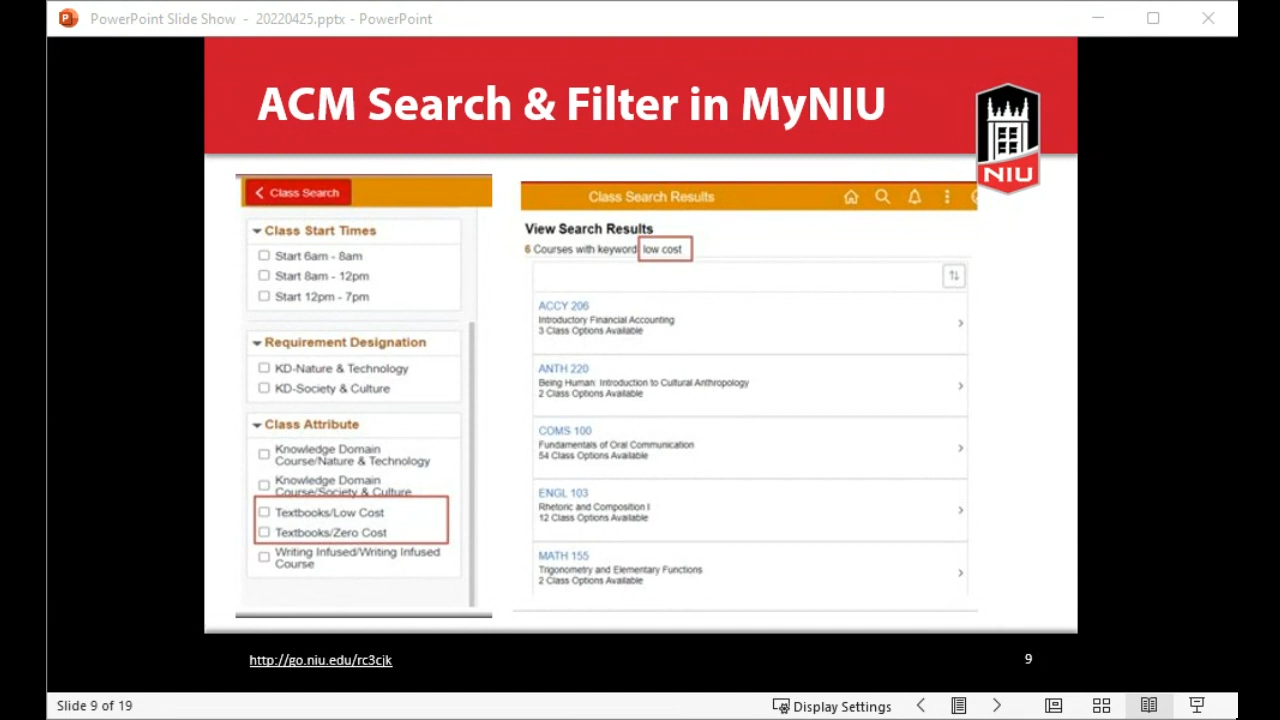 PowerPoint Slide Show - 20220425.pptx - PowerPoint
ACM Search & Filter in MyNIU
NIU
Class Search
Class Start Times
Start 6am - 8am
Start 8am - 12pm
Start 12pm - 7pm
Requirement Designation
KD-Nature & Technology
KD-Society & Culture
Class Attribute
Knowledge Domain
Course/Nature & Technology
Knowledge Domain
Course/Society & Culture
Textbooks/Low Cost
Textbooks/Zero Cost
Writing Infused/Writing Infused
Course
Class Search Results
View Search Results
6 Courses with keyword low cost
ACCY 206
Introductory Financial Accounting
3 Class Options Available
ANTH 220
Being Human: Introduction to Cultural Anthropology
2 Class Options Available
COMS 100
Fundamentals of Oral Communication
54 Class Options Available
ENGL 103
Rhetoric and Composition I
12 Class Options Available
MATH 155
Trigonometry and Elementary Functions
2 Class Options Available
http://go.niu.edu/rc3cjk
9
Slide 9 of 19
Display Settings